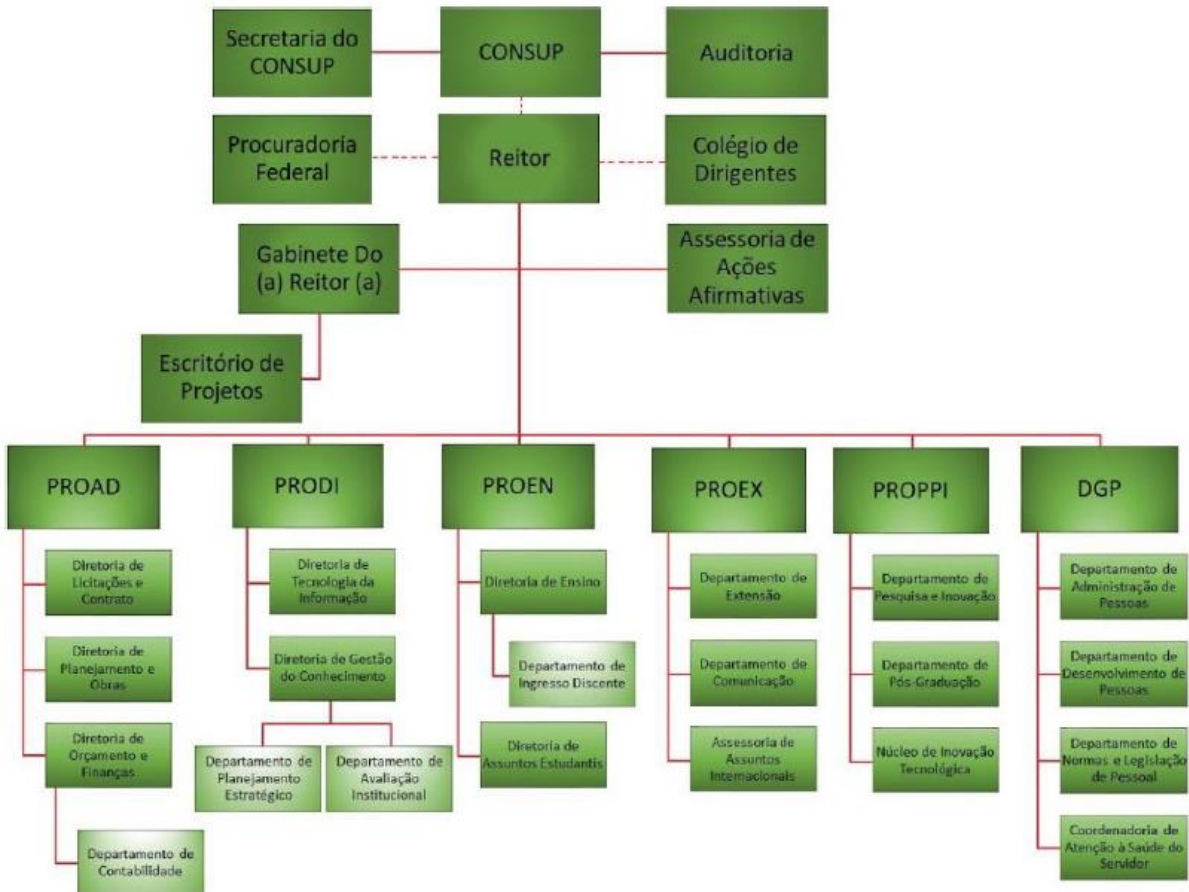 Secretaria do
CONSUP
CONSUP
Auditoria
Procuradoria
Federal
Reitor
Colégio de
Dirigentes
Gabinete Do
(a) Reitor (a)
Assessoria de
Ações
Afirmativas
Escritório de
Projetos
PROAD
PRODI
PROEN
PROEX
PROPPI
DGP
Diretoria de
Licitações e
Contrato
Diretoria de
Planejamento e
Obras
Diretoria de
Orçamento e
Finanças
Departamento de
Contabilidade
Diretoria de
Tecnologia da
Informação
Diretoria de Gestão
do Conhecimento
Departamento de
Planejamento
Estratégico
Departamento de
Avaliação
Institucional
Diretoria de Ensino
Departamento de
Ingresso Discente
Diretoria de
Assuntos Estudantis
Departamento de
Extensão
Departamento de
Comunicação
Assessoria de
Assuntos
Internacionais
Departamento de
Pesquisa e Inovação
Departamento de
Pós-Graduação
Núcleo de Inovação
Tecnológica
Departamento de
Administração de
Pessoas
Departamento de
Desenvolvimento de
Pessoas
Departamento de
Normas e Legislação
de Pessoal
Coordenadoria de
Atenção à Saúde do
Servidor